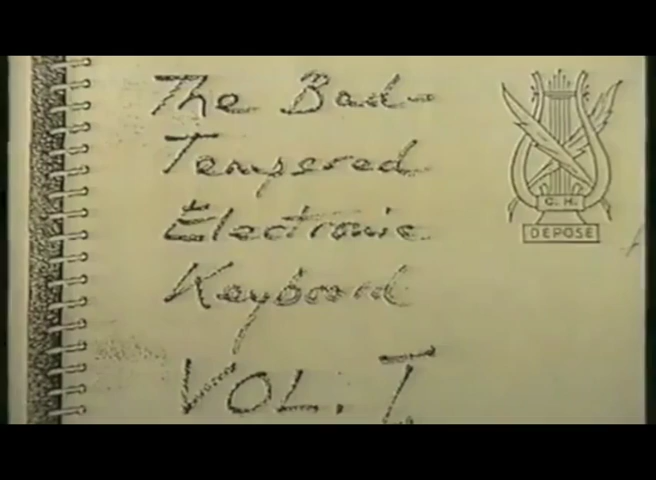 The Bad-
Tempered
Electronic
Keyboard
VOL. I
G. H.
DEPOSE